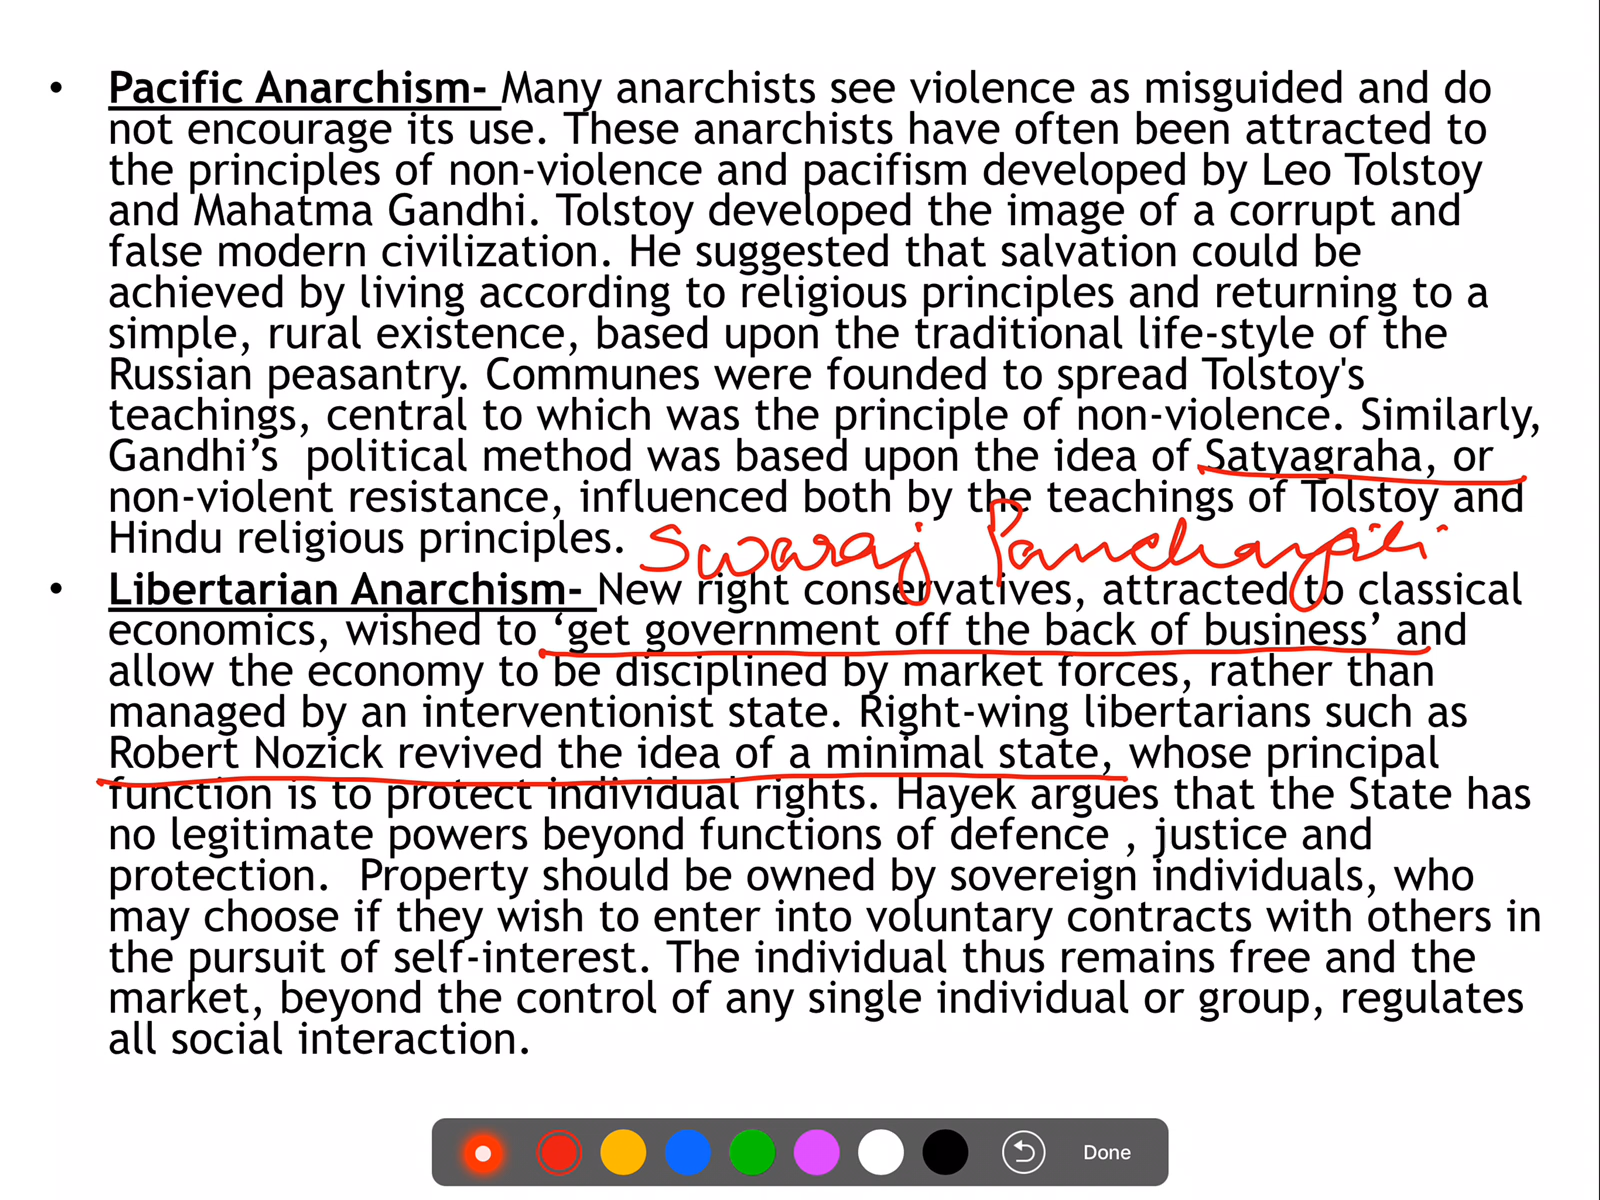 • Pacific Anarchism- Many anarchists see violence as misguided and do
not encourage its use. These anarchists have often been attracted to
the principles of non-violence and pacifism developed by Leo Tolstoy
and Mahatma Gandhi. Tolstoy developed the image of a corrupt and
false modern civilization. He suggested that salvation could be
achieved by living according to religious principles and returning to a
simple, rural existence, based upon the traditional life-style of the
Russian peasantry. Communes were founded to spread Tolstoy's
teachings, central to which was the principle of non-violence. Similarly,
Gandhi’s  political method was based upon the idea of Satyagraha, or
non-violent resistance, influenced both by the teachings of Tolstoy and
Hindu religious principles. Swaraj
• Libertarian Anarchism- New right conservatives, attracted to classical
economics, wished to ‘get government off the back of business’ and
allow the economy to be disciplined by market forces, rather than
managed by an interventionist state. Right-wing libertarians such as
Robert Nozick revived the idea of a minimal state, whose principal
function is to protect individual rights. Hayek argues that the State has
no legitimate powers beyond functions of defence , justice and
protection.  Property should be owned by sovereign individuals, who
may choose if they wish to enter into voluntary contracts with others in
the pursuit of self-interest. The individual thus remains free and the
market, beyond the control of any single individual or group, regulates
all social interaction.
Done